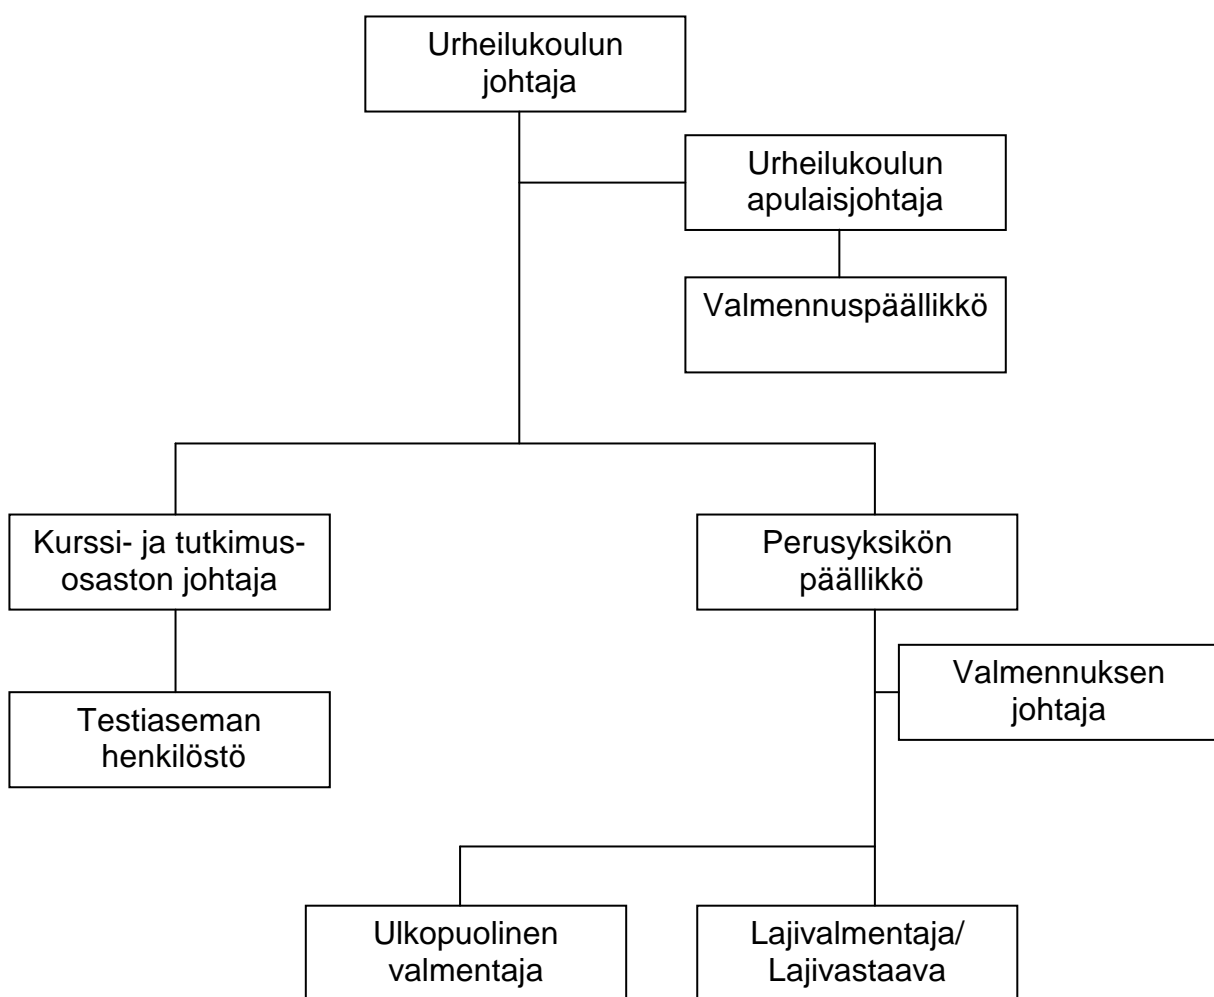 Urheilukoulun
johtaja
Urheilukoulun
apulaisjohtaja
Valmennuspäällikkö
Kurssi- ja tutkimus-
osaston johtaja
Perusyksikön
päällikkö
Valmennuksen
johtaja
Testiaseman
henkilöstö
Ulkopuolinen
valmentaja
Lajivalmentaja/
Lajivastaava